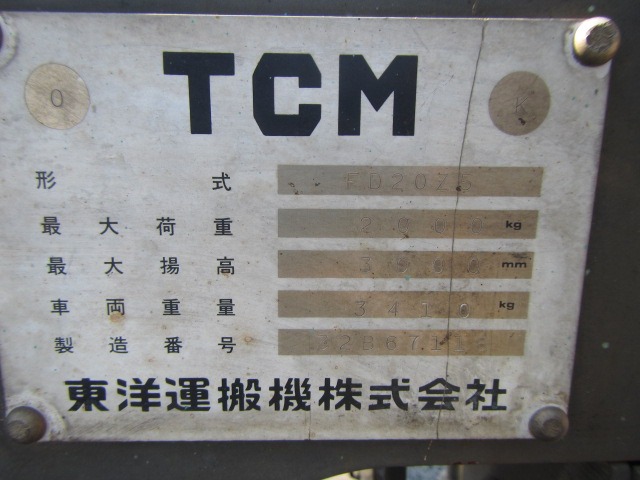 TCM
O K
形式 FD20Z5
最大荷重 2000 kg
最大揚高 3500 mm
車両重量 3410 kg
製造番号
東洋運搬機株式会社